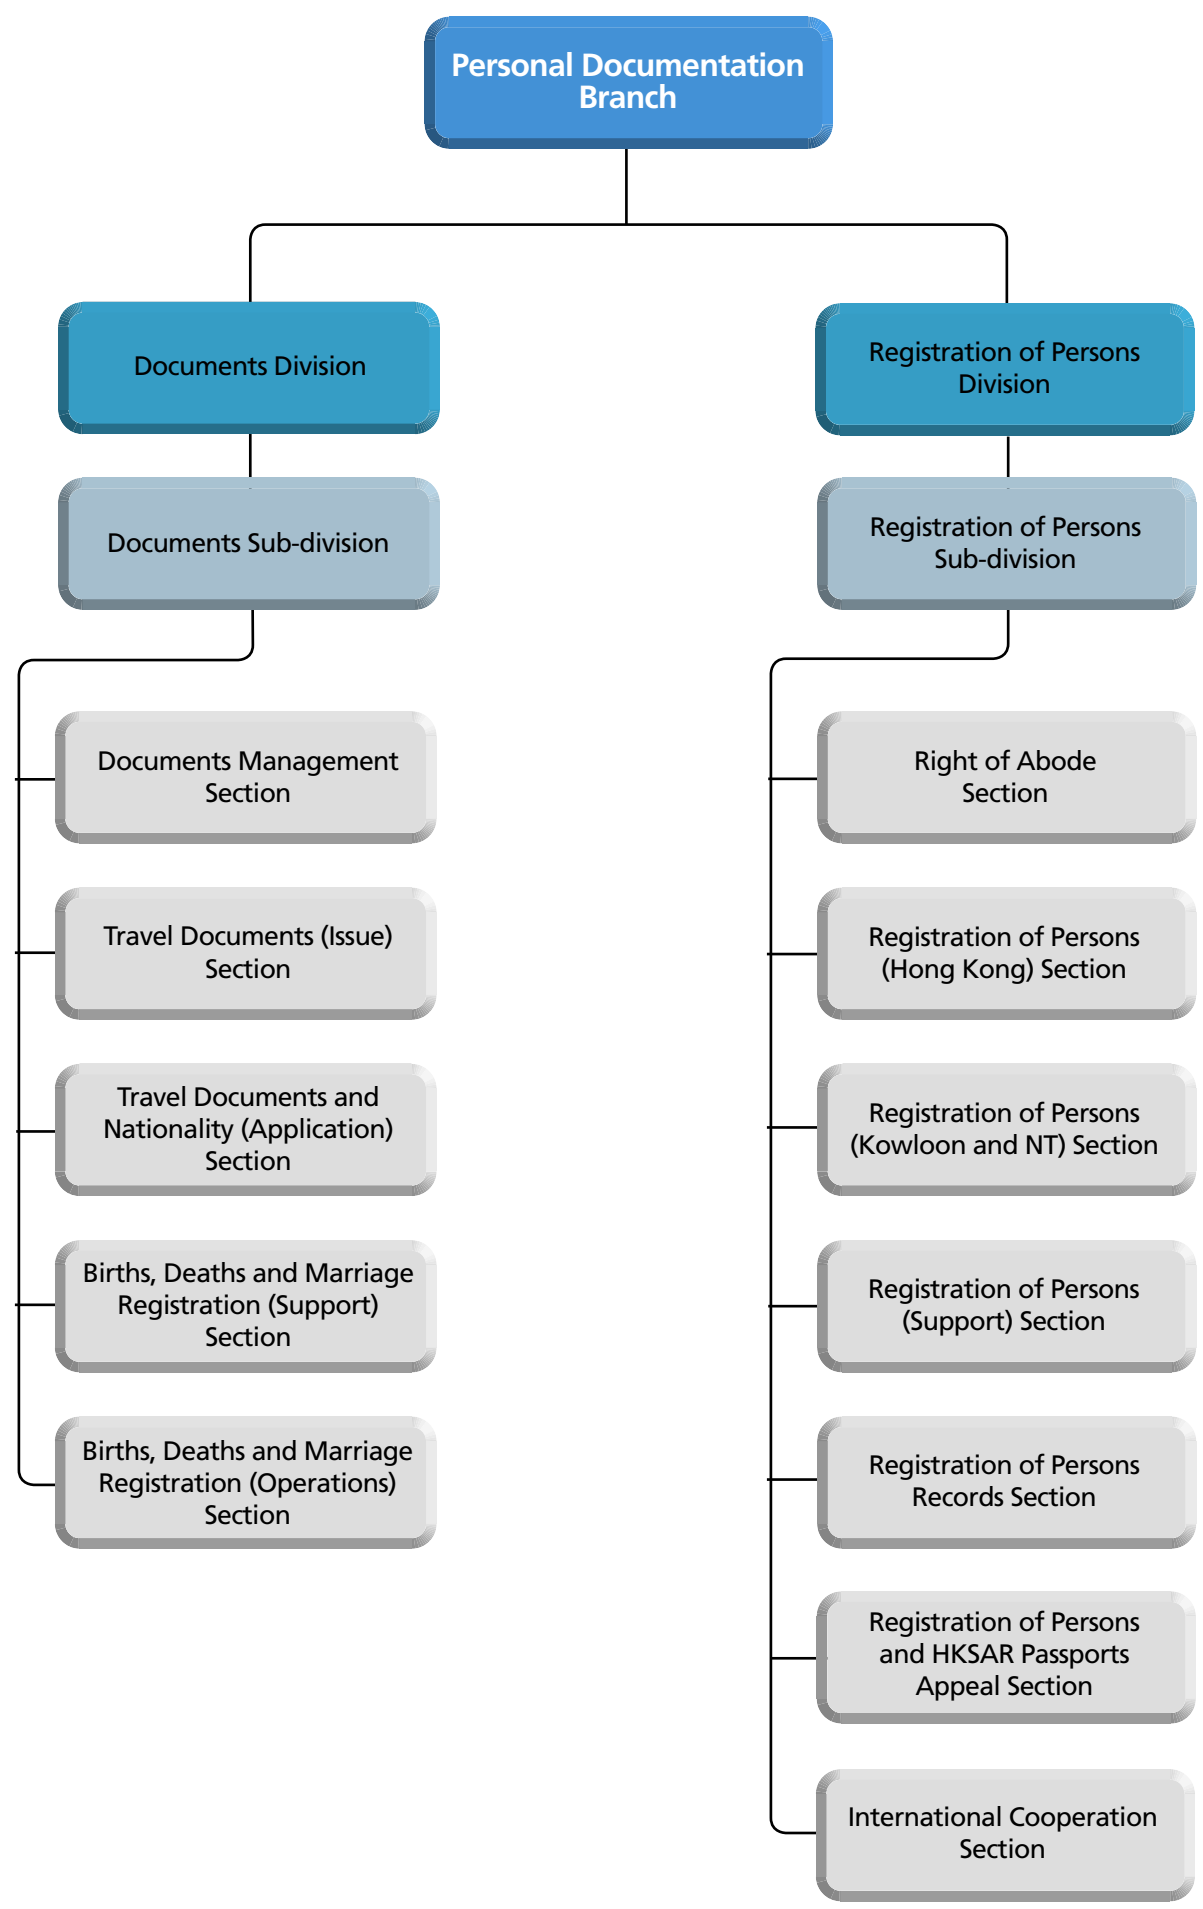 Personal Documentation
Branch
Documents Division
Registration of Persons
Division
Documents Sub-division
Registration of Persons
Sub-division
Documents Management
Section
Travel Documents (Issue)
Section
Travel Documents and
Nationality (Application)
Section
Births, Deaths and Marriage
Registration (Support)
Section
Births, Deaths and Marriage
Registration (Operations)
Section
Right of Abode
Section
Registration of Persons
(Hong Kong) Section
Registration of Persons
(Kowloon and NT) Section
Registration of Persons
(Support) Section
Registration of Persons
Records Section
Registration of Persons
and HKSAR Passports
Appeal Section
International Cooperation
Section